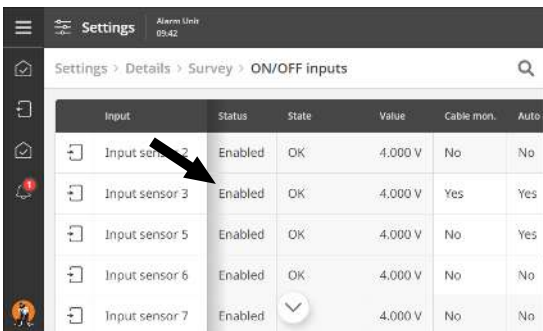 Settings Alarm Unit
09:42
Settings > Details > Survey > ON/OFF inputs
Input Status State Value Cable mon. Auto
Input sensor 2 Enabled OK 4.000 V No No
1
Input sensor 3 Enabled OK 4.000 V Yes Yes
Input sensor 5 Enabled OK 4.000 V No Yes
Input sensor 6 Enabled OK 4.000 V No No
Input sensor 7 Enabled 4.000 V No No